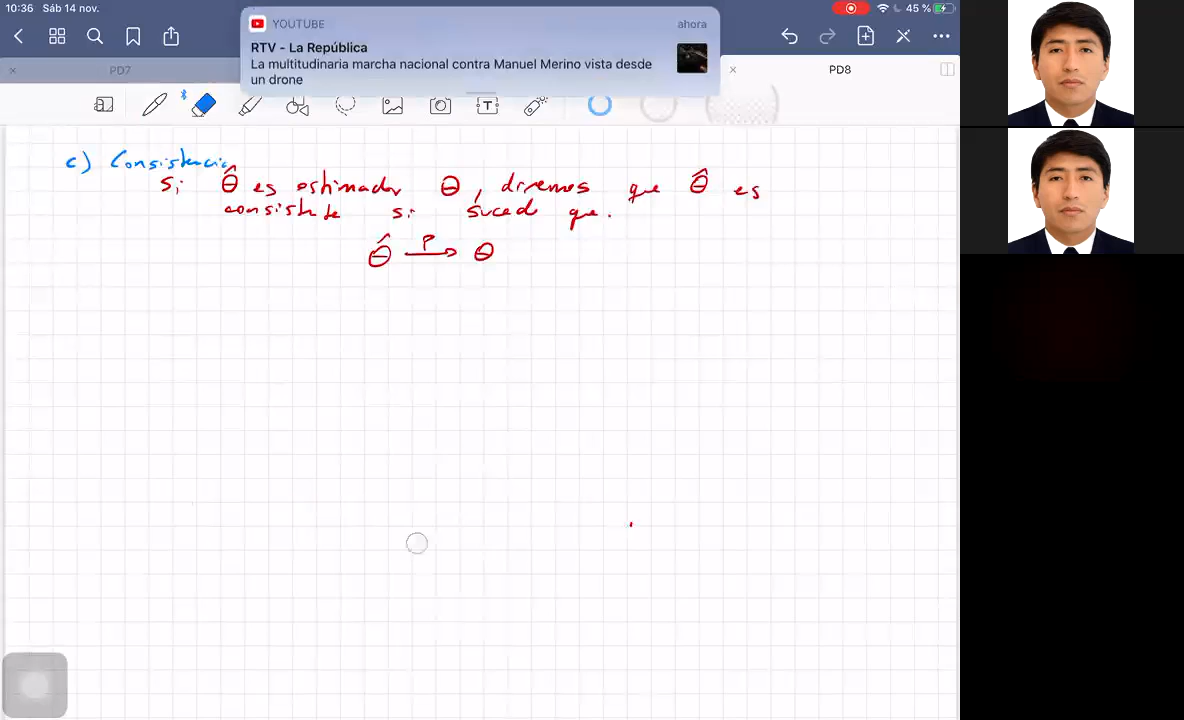 10:36 Sáb 14 nov.
45 %
YOUTUBE
ahora
RTV - La República
La multitudinaria marcha nacional contra Manuel Merino vista desde
un drone
PD7
PD8
c) Consistencia
Si θ̂ es estimador θ, diremos que θ̂ es
consistente si sucede que.
θ̂ —P→ θ